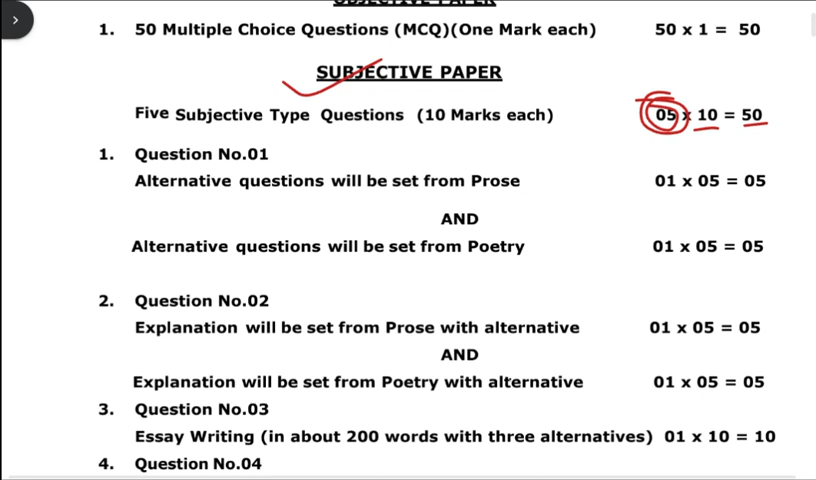 OBJECTIVE PAPER
1. 50 Multiple Choice Questions (MCQ)(One Mark each) 50 x 1 = 50
SUBJECTIVE PAPER
Five Subjective Type Questions (10 Marks each) 05 x 10 = 50
1. Question No.01
Alternative questions will be set from Prose 01 x 05 = 05
AND
Alternative questions will be set from Poetry 01 x 05 = 05
2. Question No.02
Explanation will be set from Prose with alternative 01 x 05 = 05
AND
Explanation will be set from Poetry with alternative 01 x 05 = 05
3. Question No.03
Essay Writing (in about 200 words with three alternatives) 01 x 10 = 10
4. Question No.04